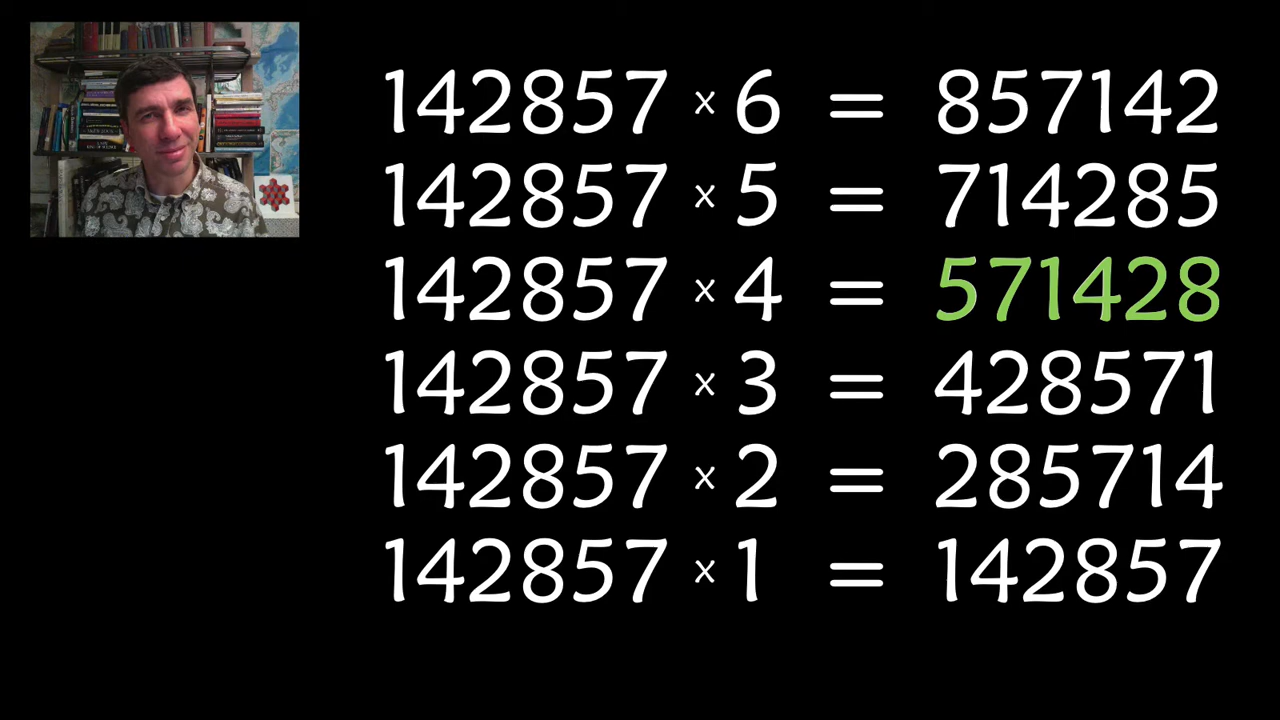 142857 × 6 = 857142
142857 × 5 = 714285
142857 × 4 = 571428
142857 × 3 = 428571
142857 × 2 = 285714
142857 × 1 = 142857